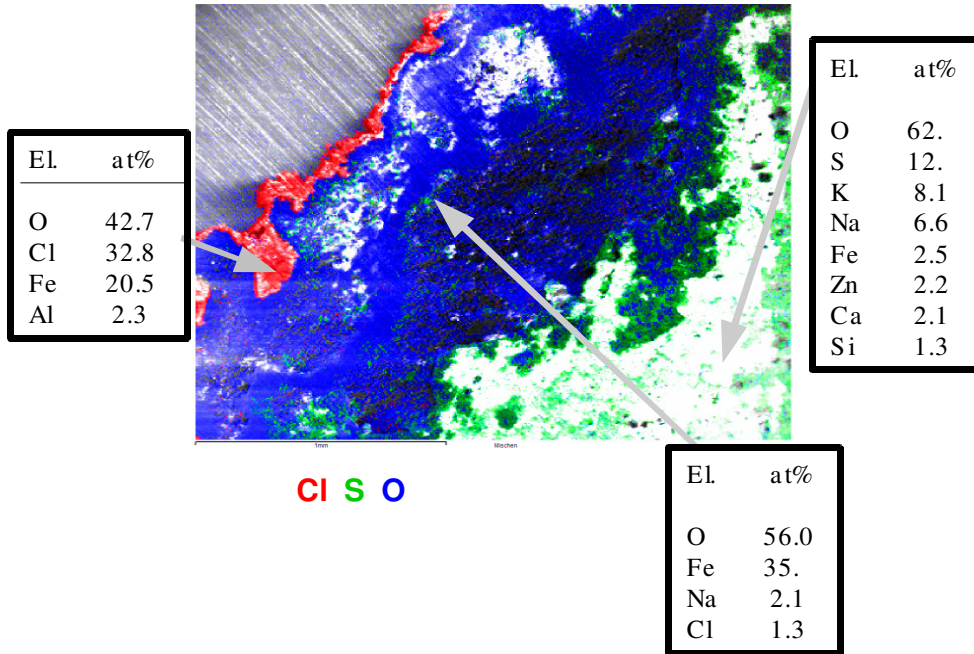 El. at%
O 42.7
Cl 32.8
Fe 20.5
Al 2.3
El. at%
O 62.
S 12.
K 8.1
Na 6.6
Fe 2.5
Zn 2.2
Ca 2.1
Si 1.3
1mm Mischen
Cl S O
El. at%
O 56.0
Fe 35.
Na 2.1
Cl 1.3